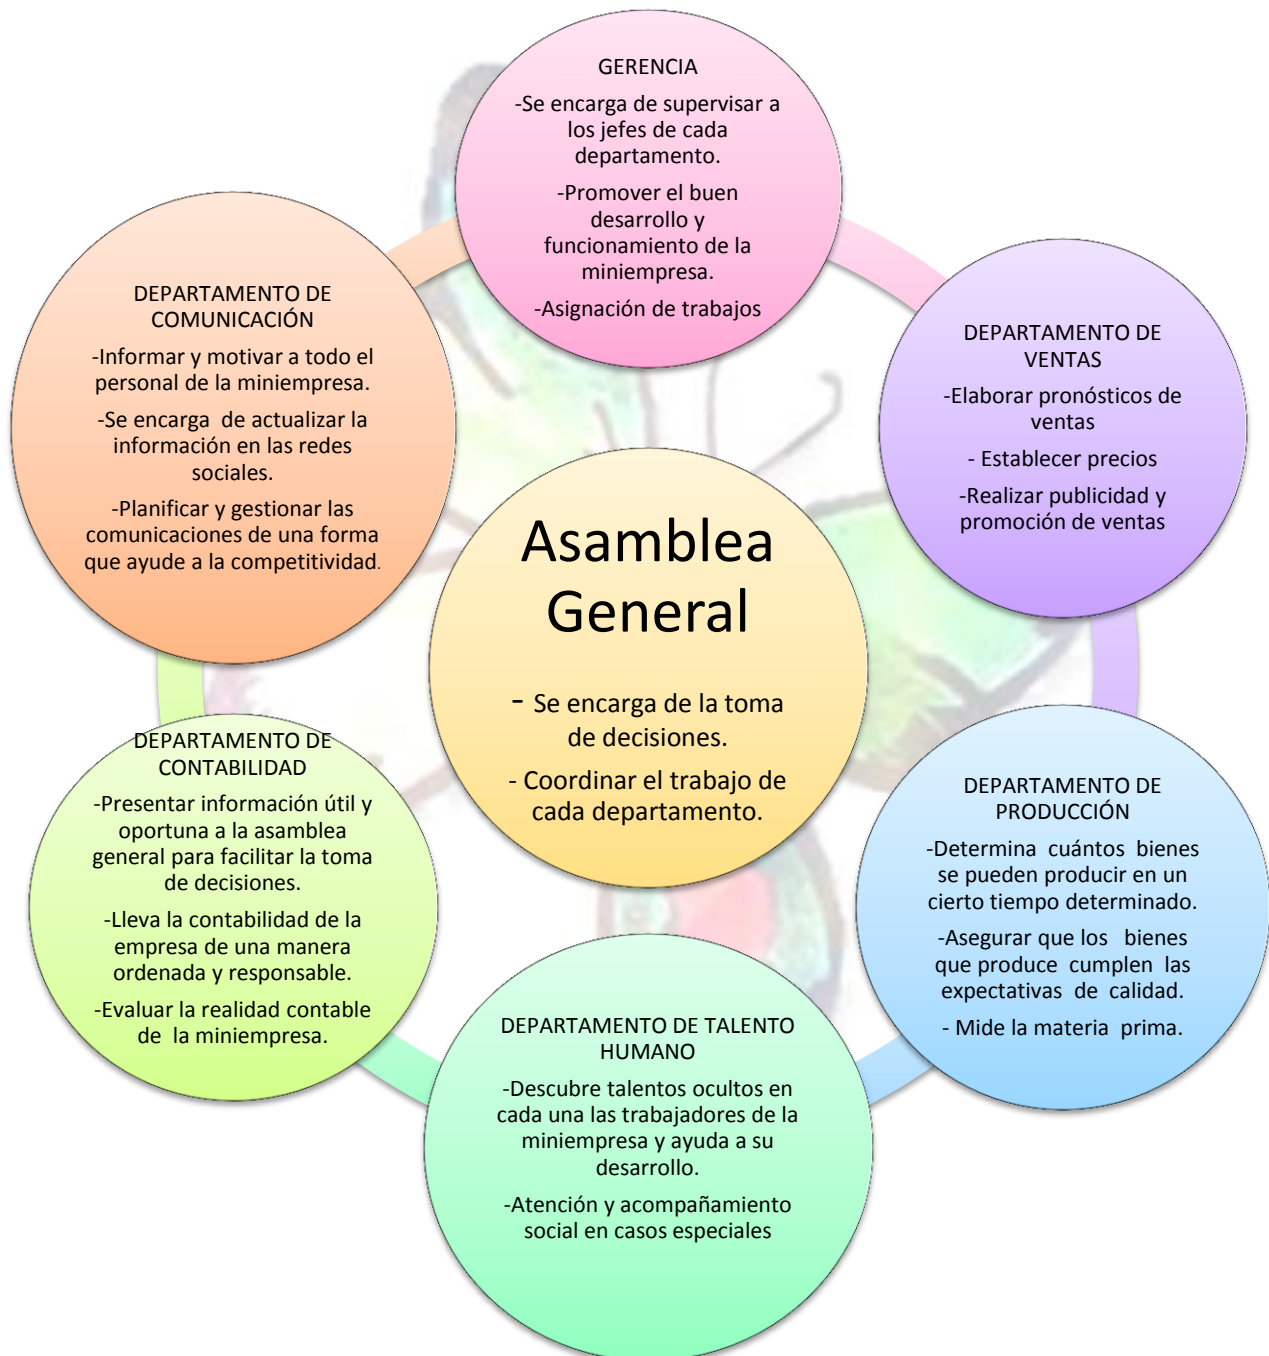 GERENCIA
-Se encarga de supervisar a
los jefes de cada
departamento.
-Promover el buen
desarrollo y
funcionamiento de la
miniempresa.
-Asignación de trabajos
DEPARTAMENTO DE
VENTAS
-Elaborar pronósticos de
ventas
- Establecer precios
-Realizar publicidad y
promoción de ventas
DEPARTAMENTO DE
PRODUCCIÓN
-Determina cuántos bienes
se pueden producir en un
cierto tiempo determinado.
-Asegurar que los bienes
que produce cumplen las
expectativas de calidad.
- Mide la materia prima.
DEPARTAMENTO DE TALENTO
HUMANO
-Descubre talentos ocultos en
cada una las trabajadores de la
miniempresa y ayuda a su
desarrollo.
-Atención y acompañamiento
social en casos especiales
DEPARTAMENTO DE
CONTABILIDAD
-Presentar información útil y
oportuna a la asamblea
general para facilitar la toma
de decisiones.
-Lleva la contabilidad de la
empresa de una manera
ordenada y responsable.
-Evaluar la realidad contable
de la miniempresa.
DEPARTAMENTO DE
COMUNICACIÓN
-Informar y motivar a todo el
personal de la miniempresa.
-Se encarga de actualizar la
información en las redes
sociales.
-Planificar y gestionar las
comunicaciones de una forma
que ayude a la competitividad.
Asamblea
General
- Se encarga de la toma
de decisiones.
- Coordinar el trabajo de
cada departamento.